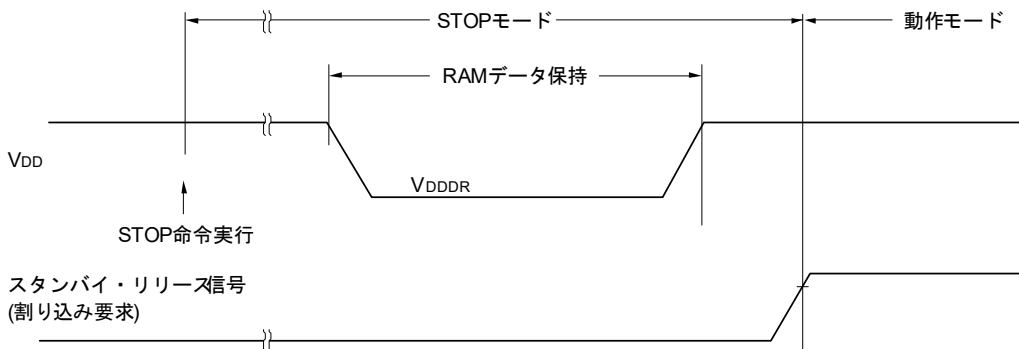 STOPモード
動作モード
RAMデータ保持
VDD
VDDDR
STOP命令実行
スタンバイ・リリース信号
(割り込み要求)